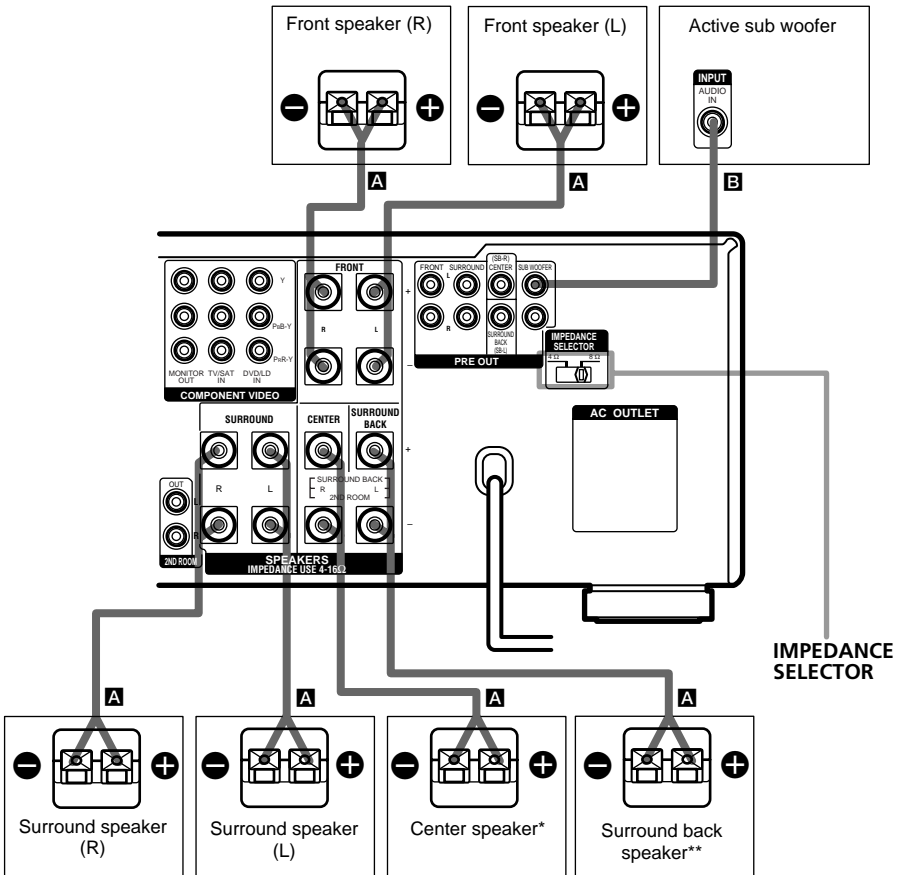 Front speaker (R)
Front speaker (L)
Active sub woofer
INPUT
AUDIO
IN
A
A
B
FRONT
R
L
+
–
Y
PBB-Y
PRR-Y
MONITOR
OUT
TV/SAT
IN
DVD/LD
IN
COMPONENT VIDEO
FRONT
SURROUND
(SB-R)
CENTER
SUB WOOFER
L
R
SURROUND
BACK
(SB-L)
PRE OUT
IMPEDANCE
SELECTOR
4 Ω
8 Ω
AC OUTLET
SURROUND
CENTER
SURROUND
BACK
R
L
SURROUND BACK
R
L
2ND ROOM
+
–
OUT
L
R
2ND ROOM
SPEAKERS
IMPEDANCE USE 4-16Ω
IMPEDANCE
SELECTOR
A
A
A
A
Surround speaker
(R)
Surround speaker
(L)
Center speaker*
Surround back
speaker**